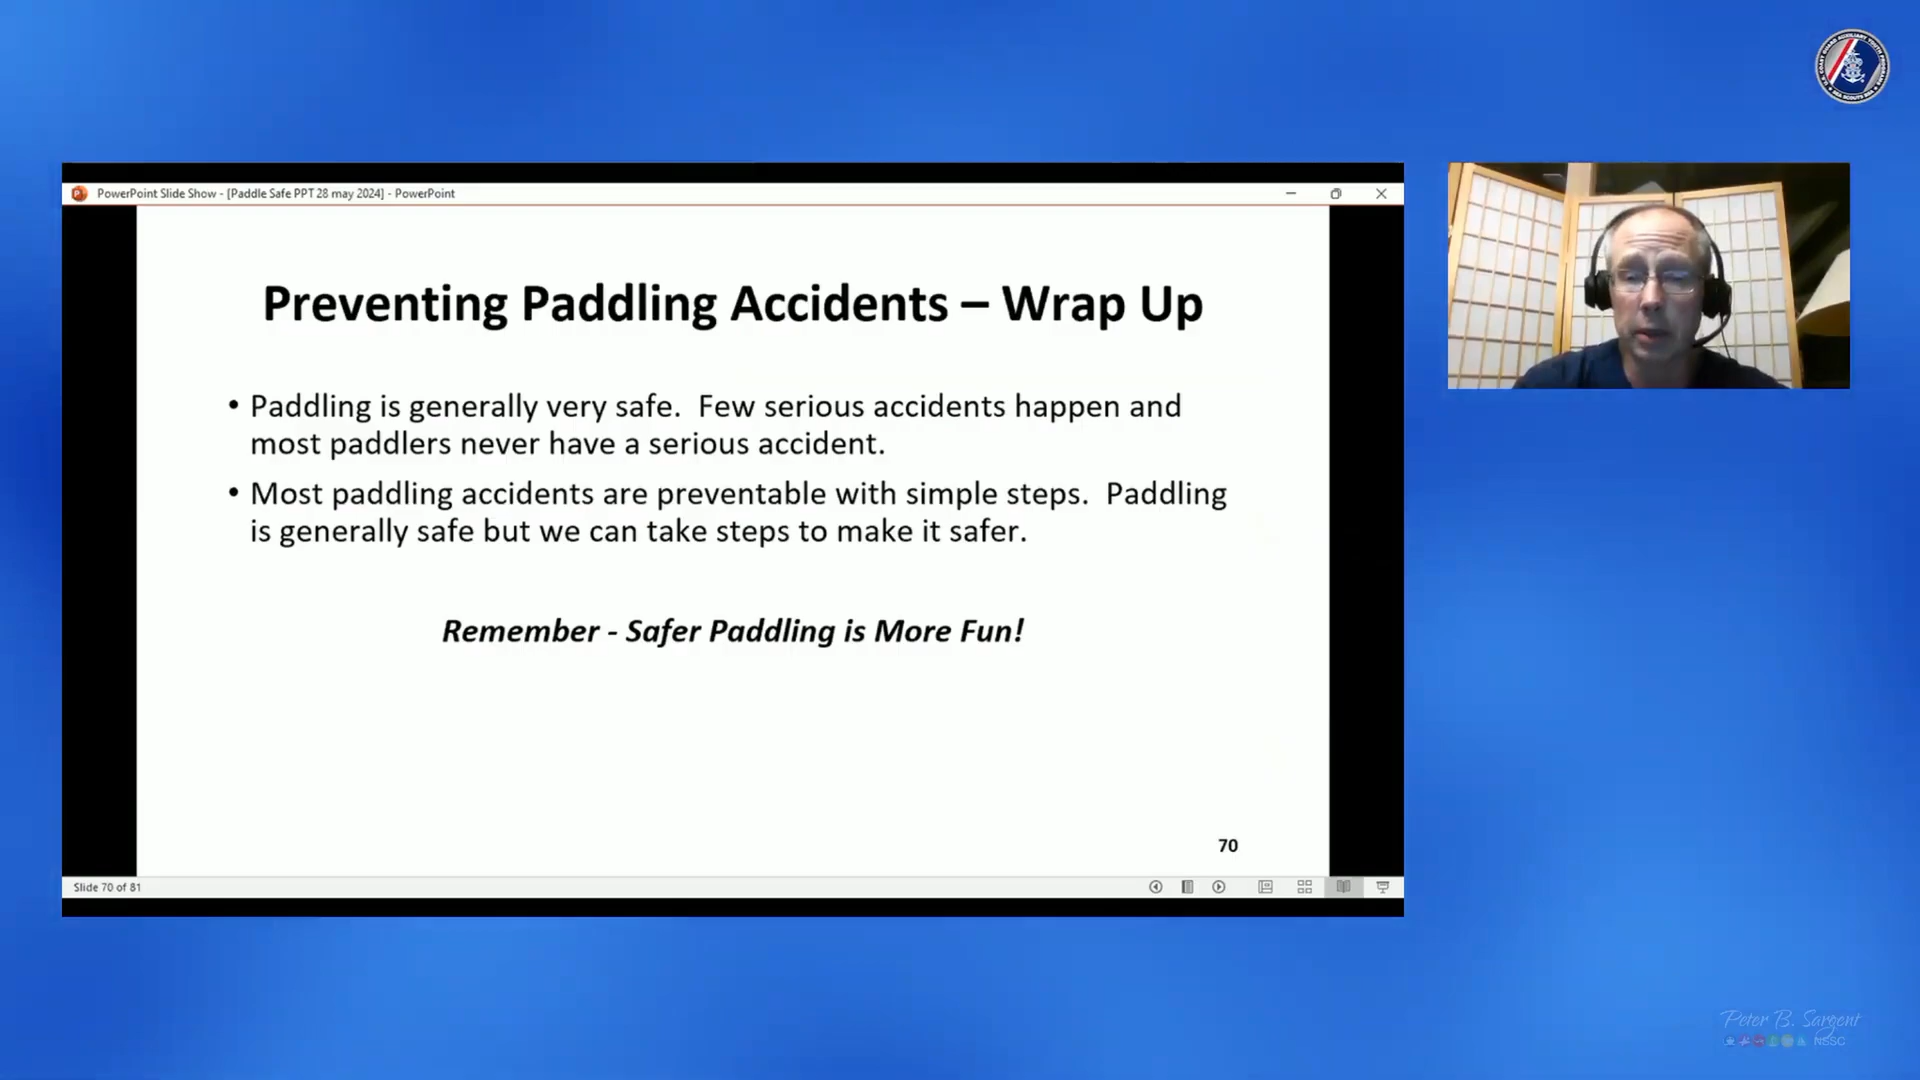 PowerPoint Slide Show - [Paddle Safe PPT 28 may 2024] - PowerPoint
Preventing Paddling Accidents – Wrap Up
• Paddling is generally very safe.  Few serious accidents happen and
most paddlers never have a serious accident.
• Most paddling accidents are preventable with simple steps.  Paddling
is generally safe but we can take steps to make it safer.
Remember - Safer Paddling is More Fun!
70
Slide 70 of 81
Peter B. Sargent
NSSC